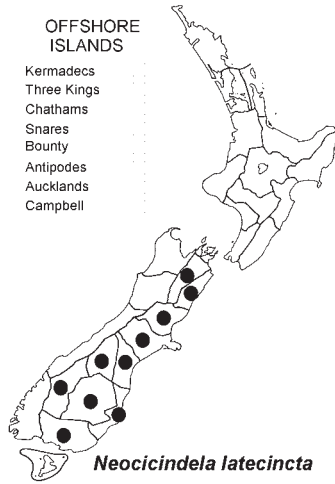 OFFSHORE
ISLANDS
Kermadecs
Three Kings
Chathams
Snares
Bounty
Antipodes
Aucklands
Campbell
Neocicindela latecincta